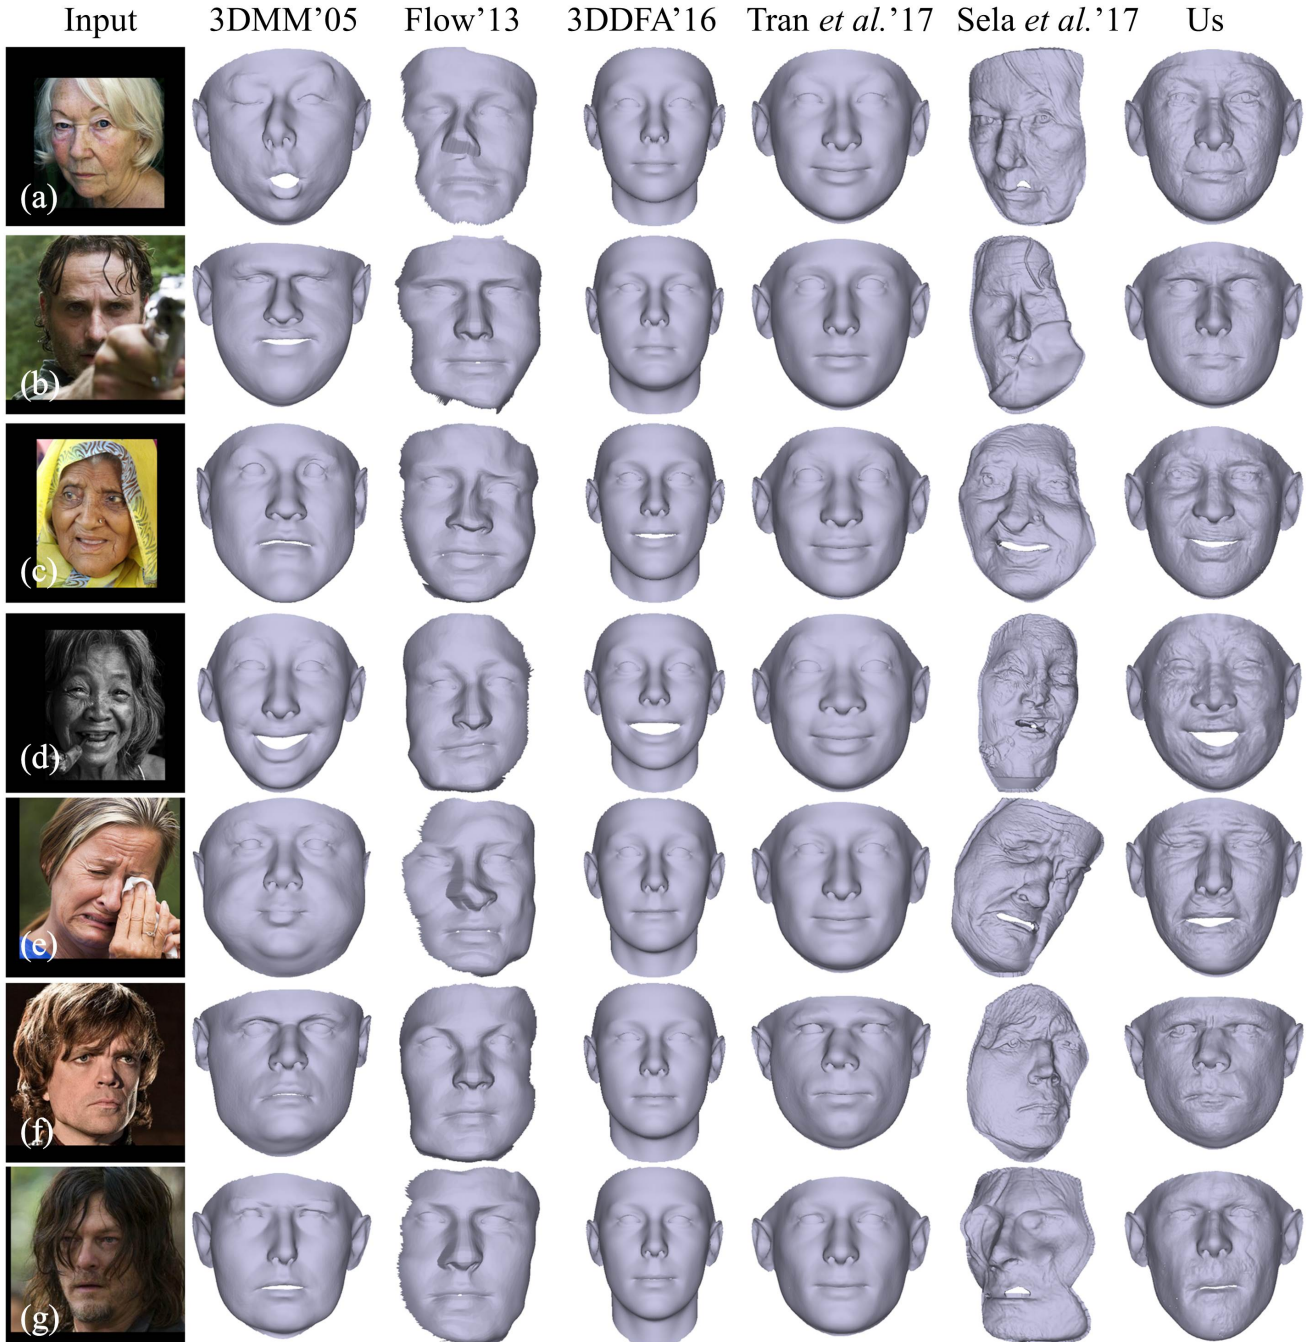 Input 3DMM’05 Flow’13 3DDFA’16 Tran et al.’17 Sela et al.’17 Us
(a)
(b)
(c)
(d)
(e)
(f)
(g)